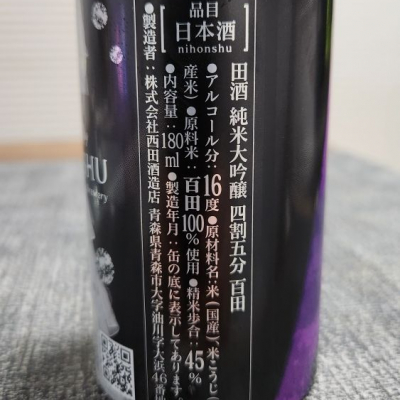 品目
日本酒
nihonshu
田酒 純米大吟醸 四割五分 百田
●アルコール分:16度●原材料名:米(国産)、米こうじ(
産米)●原料米:百田100%使用●精米歩合:45%
●内容量:180ml●製造年月:缶の底に表示してあります
●製造者:株式会社西田酒造店 青森県青森市大字油川字大浜46番
HU